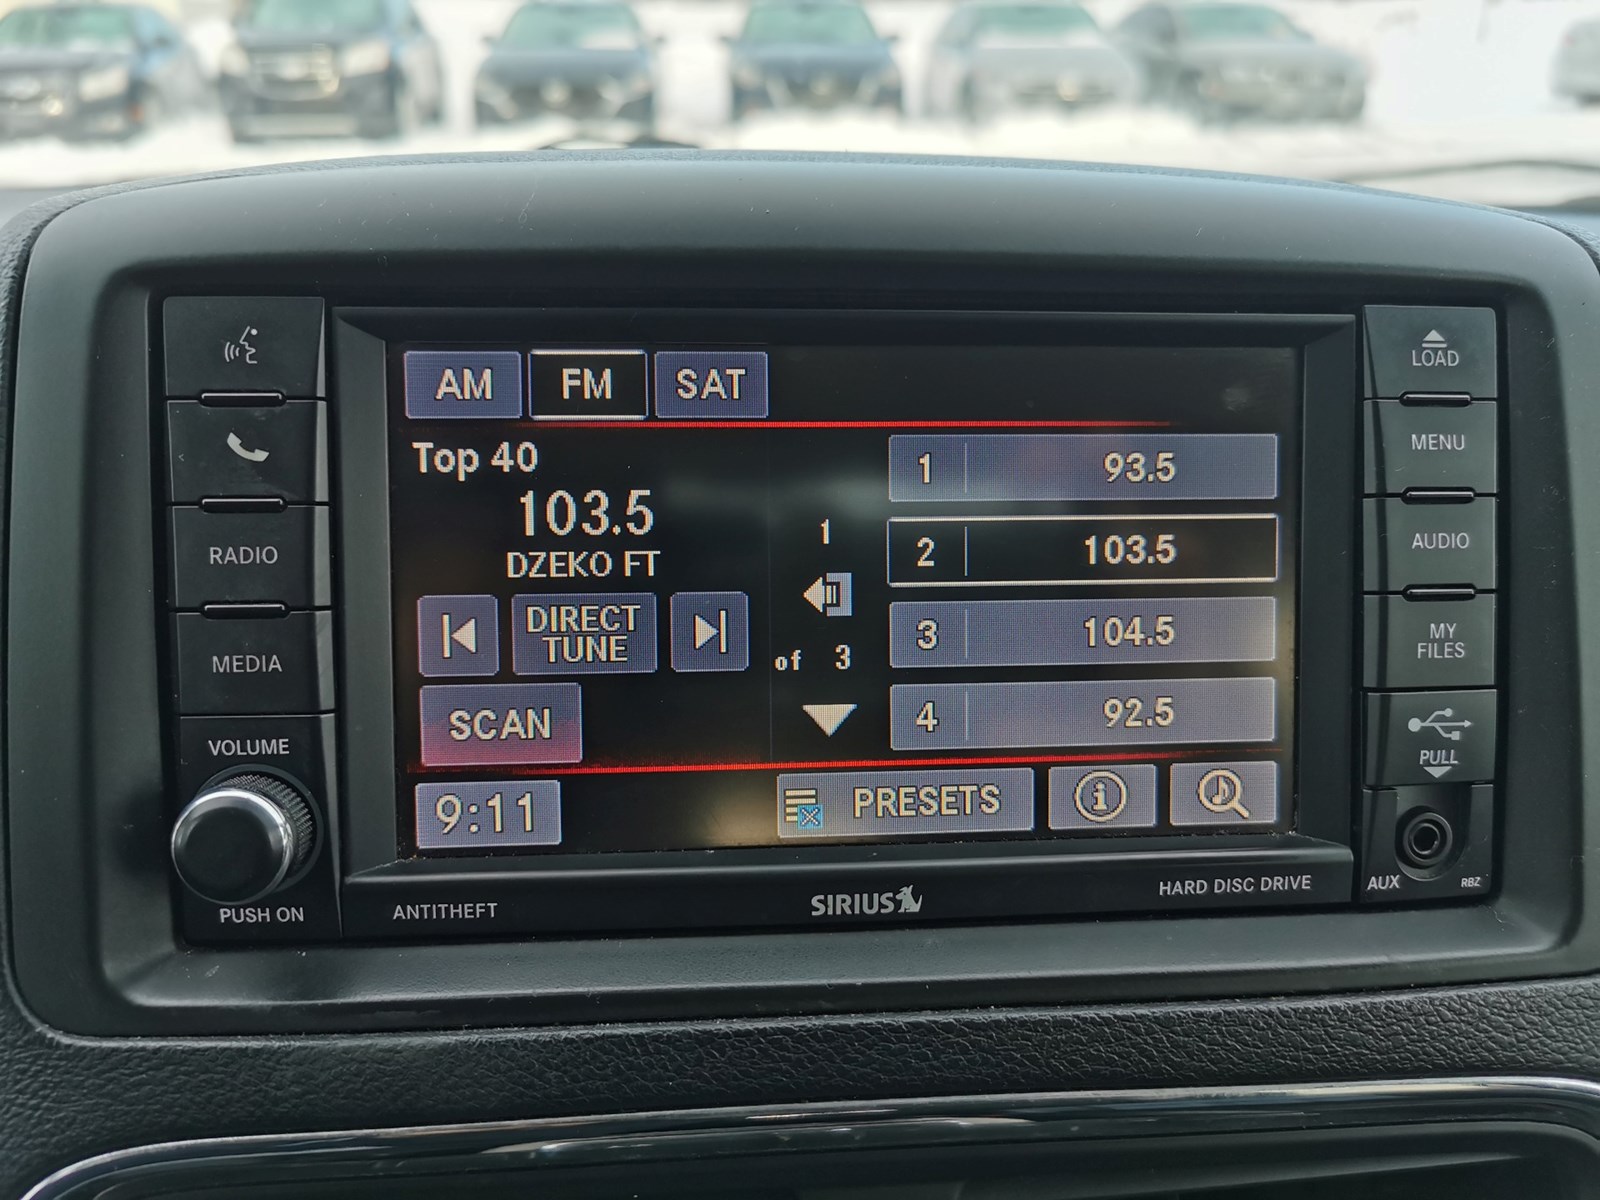 AM FM SAT
Top 40
103.5
DZEKO FT
DIRECT
TUNE
SCAN
9:11
1
of 3
1 93.5
2 103.5
3 104.5
4 92.5
PRESETS
RADIO
MEDIA
VOLUME
PUSH ON
ANTITHEFT
SIRIUS
HARD DISC DRIVE
LOAD
MENU
AUDIO
MY
FILES
PULL
AUX
RBZ